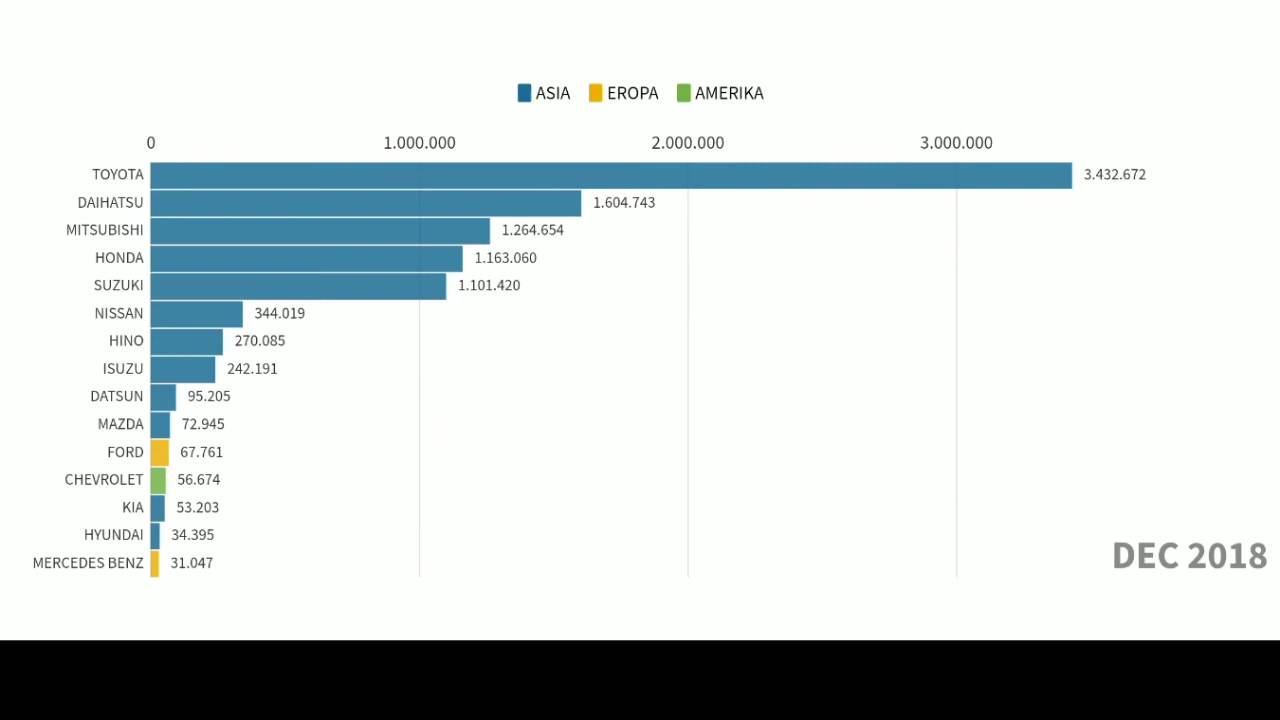 ASIA EROPA AMERIKA
0 1.000.000 2.000.000 3.000.000
TOYOTA 3.432.672
DAIHATSU 1.604.743
MITSUBISHI 1.264.654
HONDA 1.163.060
SUZUKI 1.101.420
NISSAN 344.019
HINO 270.085
ISUZU 242.191
DATSUN 95.205
MAZDA 72.945
FORD 67.761
CHEVROLET 56.674
KIA 53.203
HYUNDAI 34.395
MERCEDES BENZ 31.047
DEC 2018